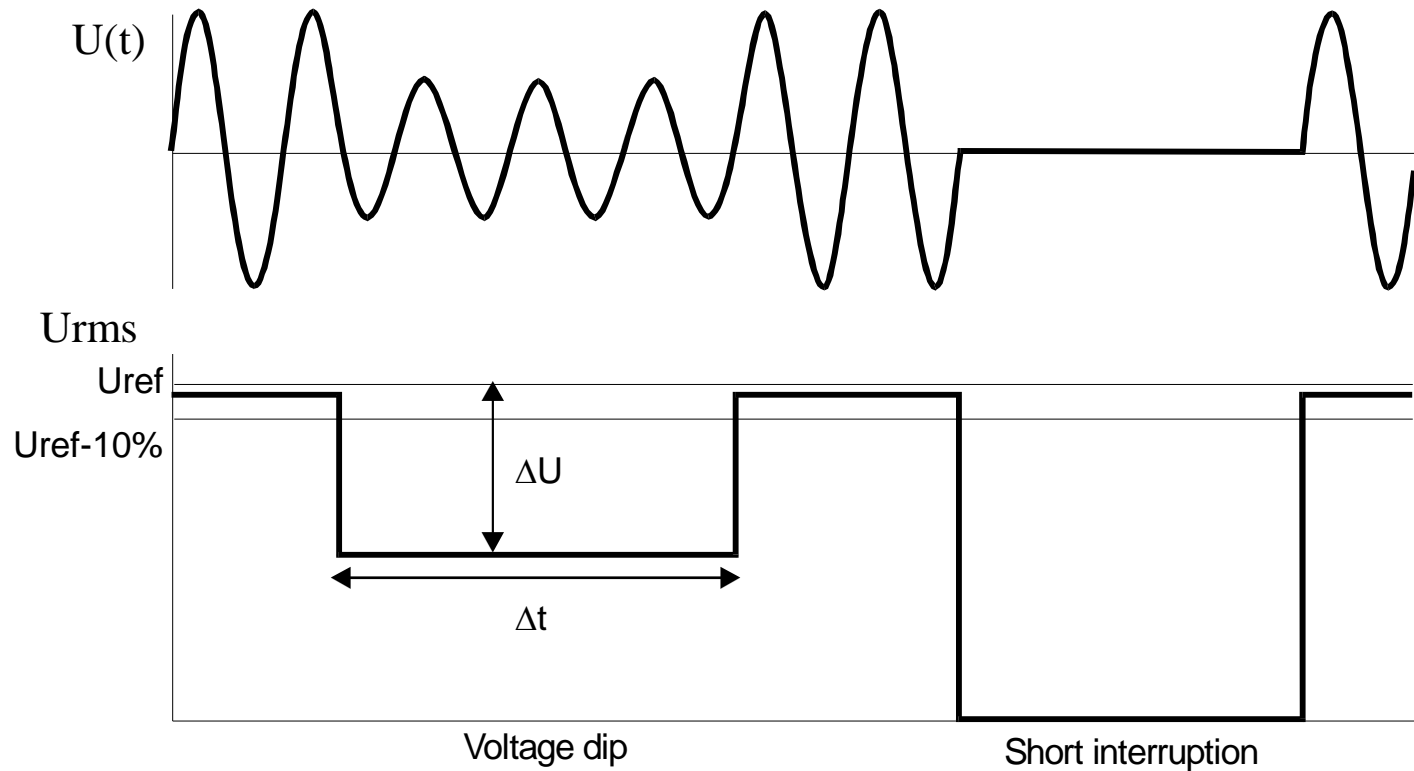 U(t)
Urms
Uref
Uref-10%
ΔU
Δt
Voltage dip
Short interruption